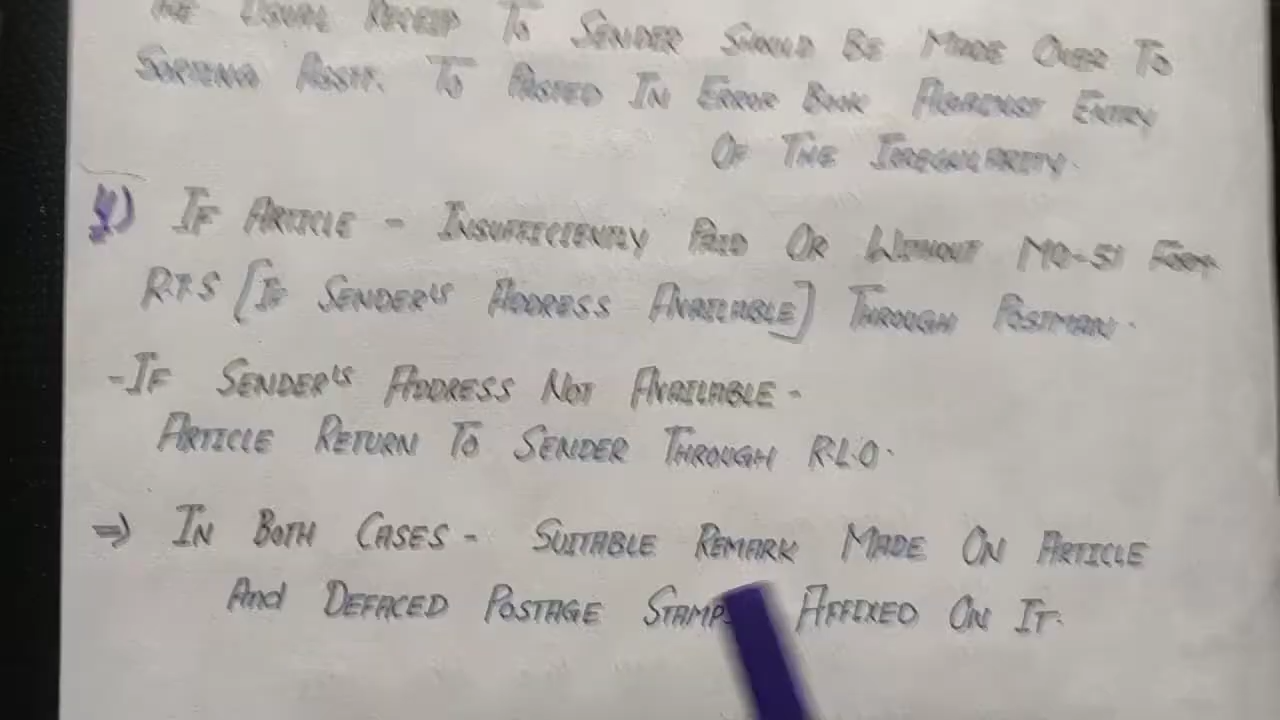 THE USUAL RECEIPT TO SENDER SHOULD BE MADE OVER TO
SORTING ASSTT. TO PASTED IN ERROR BOOK AGAINST ENTRY
OF THE IRREGULARITY.
IF ARTICLE - INSUFFICIENTLY PAID OR WITHOUT MO-51 FORM
R.T.S [IF SENDER'S ADDRESS AVAILABLE] THROUGH POSTMAN.
-IF SENDER'S ADDRESS NOT AVAILABLE -
ARTICLE RETURN TO SENDER THROUGH R.L.O.
⇒ IN BOTH CASES - SUITABLE REMARK MADE ON ARTICLE
And DEFACED POSTAGE STAMPS AFFIXED ON IT.